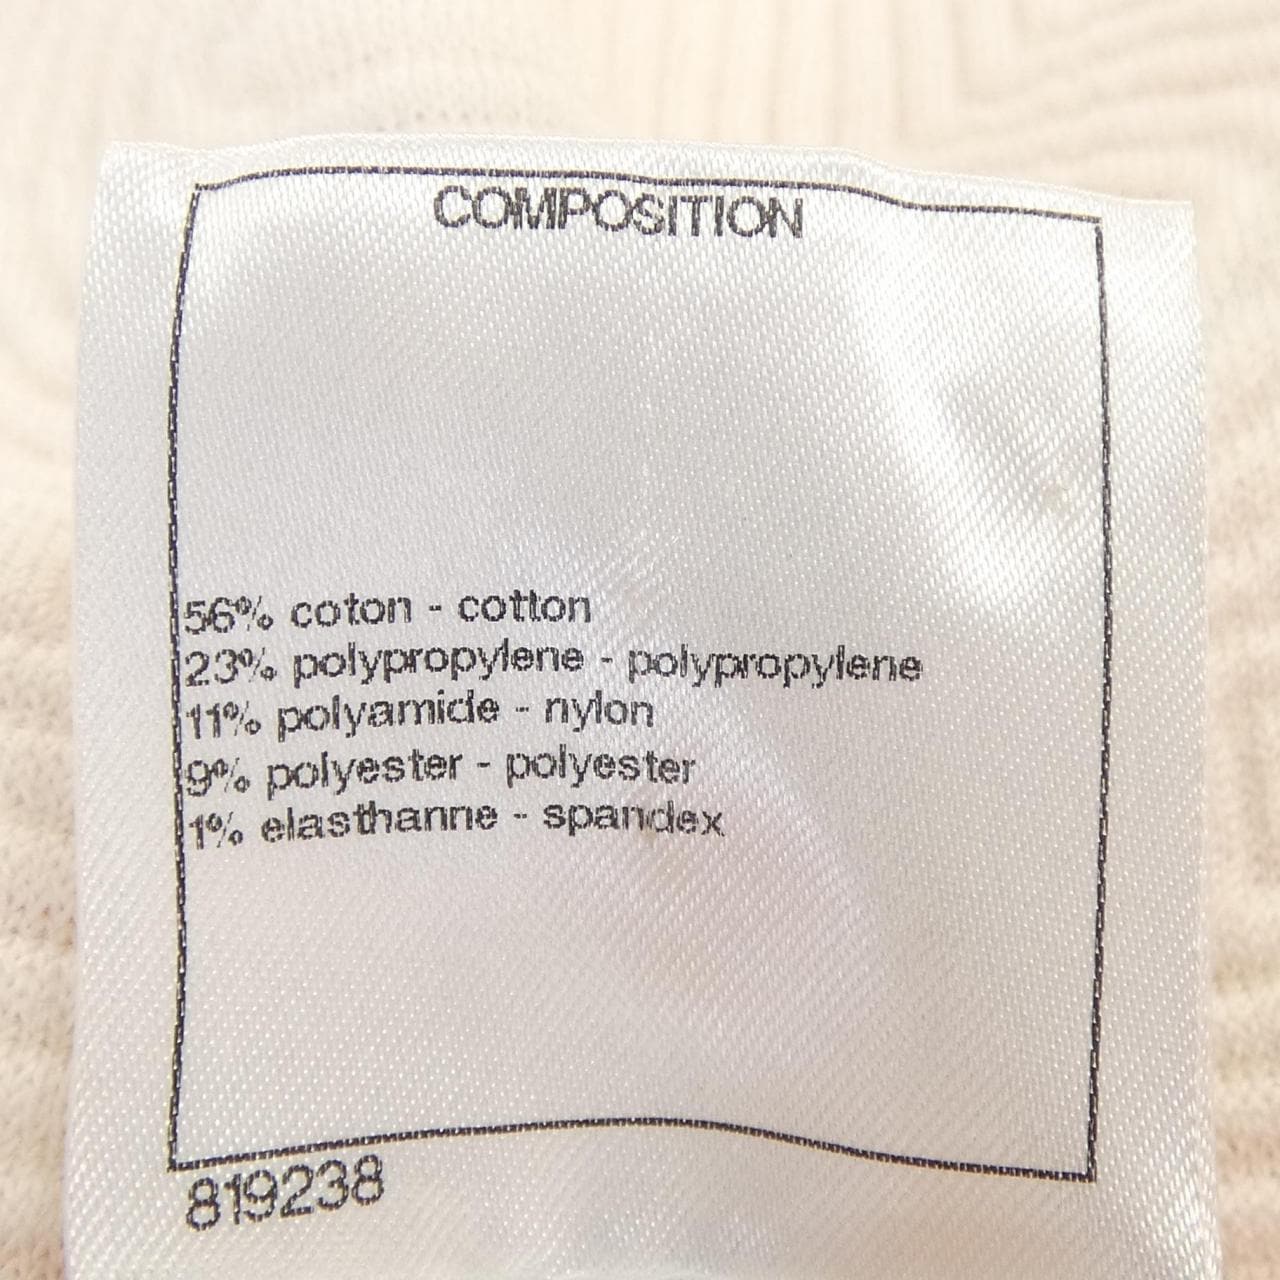 COMPOSITION
56% coton - cotton
23% polypropylene - polypropylene
11% polyamide - nylon
9% polyester - polyester
1% elasthanne - spandex
819238